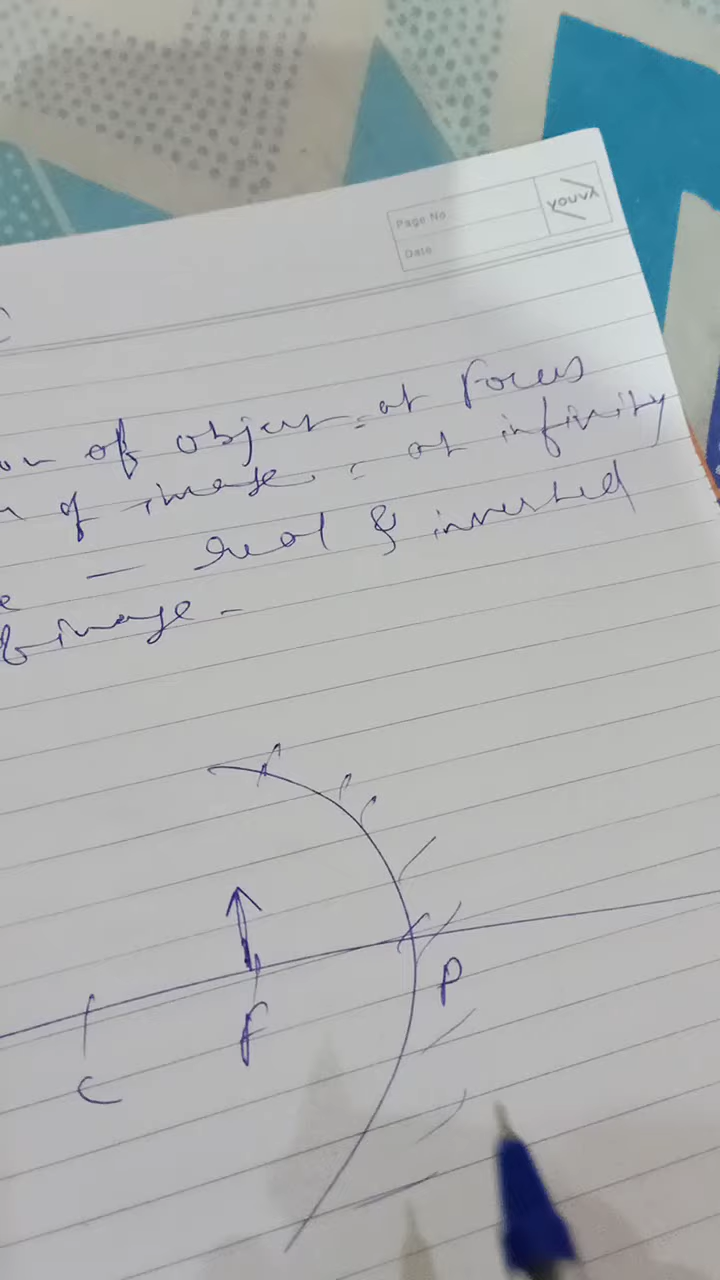 Page No
Date
YOUVA
of object = at Focus
of image = at infinity
— real & inverted
image -
P
F
C